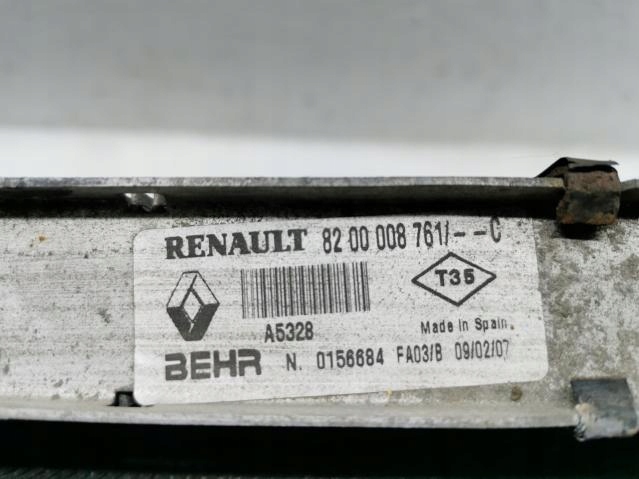 RENAULT 82 00 008 761/--C
T35
A5328
Made in Spain
BEHR N. 0156684 FA03/B 09/02/07